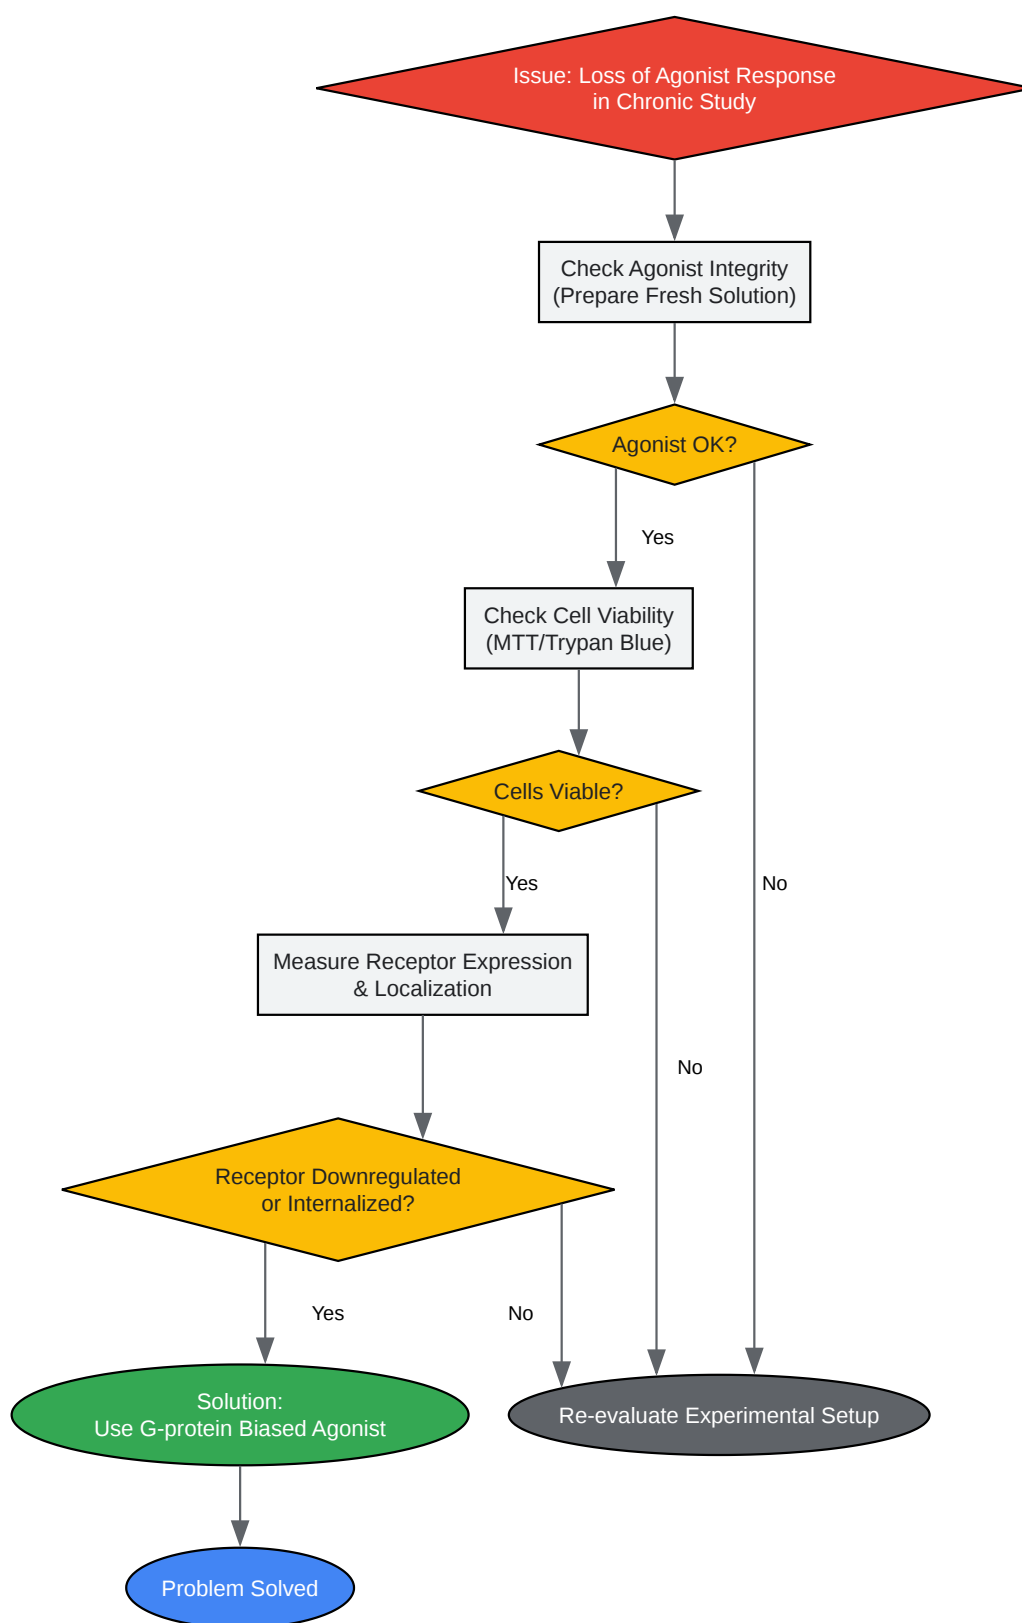 Issue: Loss of Agonist Response
in Chronic Study
Check Agonist Integrity
(Prepare Fresh Solution)
Agonist OK?
Yes
Check Cell Viability
(MTT/Trypan Blue)
Cells Viable?
Yes
No
Measure Receptor Expression
& Localization
No
Receptor Downregulated
or Internalized?
Yes
No
Solution:
Use G-protein Biased Agonist
Re-evaluate Experimental Setup
Problem Solved